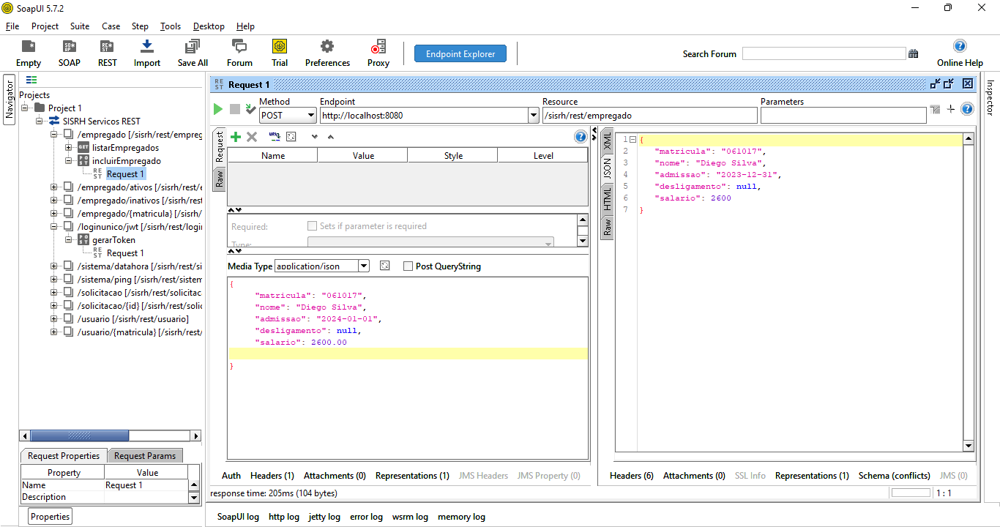 SoapUI 5.7.2
File Project Suite Case Step Tools Desktop Help
Empty SOAP REST Import Save All Forum Trial Preferences Proxy Endpoint Explorer Search Forum Online Help
Navigator
Projects
Project 1
SISRH Servicos REST
/empregado [/sisrh/rest/empreg
GET listarEmpregados
POST incluirEmpregado
REST Request 1
/empregado/ativos [/sisrh/rest/e
/empregado/inativos [/sisrh/rest
/empregado/{matricula} [/sisrh/
/loginunico/jwt [/sisrh/rest/logi
POST gerarToken
REST Request 1
/sistema/datahora [/sisrh/rest/si
/sistema/ping [/sisrh/rest/sistem
/solicitacao [/sisrh/rest/solicitac
/solicitacao/{id} [/sisrh/rest/soli
/usuario [/sisrh/rest/usuario]
/usuario/{matricula} [/sisrh/rest/
Request Properties Request Params
Property Value
Name Request 1
Description
Properties
REST Request 1
Method Endpoint Resource Parameters
POST http://localhost:8080 /sisrh/rest/empregado
Request
Raw
Name Value Style Level
Required: Sets if parameter is required
Type:
Media Type application/json Post QueryString
{
"matricula": "061017",
"nome": "Diego Silva",
"admissao": "2024-01-01",
"desligamento": null,
"salario": 2600.00
}
Auth Headers (1) Attachments (0) Representations (1) JMS Headers JMS Property (0)
XML
JSON
HTML
Raw
1 {
2 "matricula": "061017",
3 "nome": "Diego Silva",
4 "admissao": "2023-12-31",
5 "desligamento": null,
6 "salario": 2600
7 }
Headers (6) Attachments (0) SSL Info Representations (1) Schema (conflicts) JMS (0)
response time: 205ms (104 bytes) 1 : 1
Inspector
SoapUI log http log jetty log error log wsrm log memory log